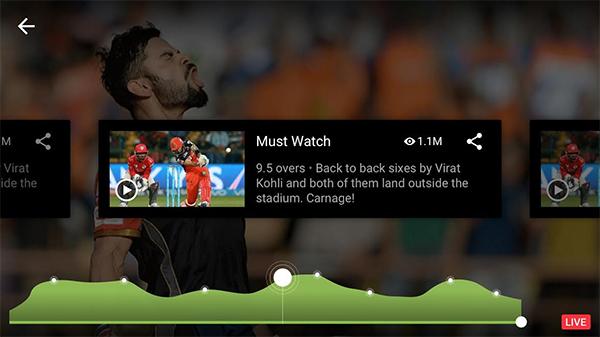 M
Virat
ide the
Must Watch
1.1M
9.5 overs • Back to back sixes by Virat
Kohli and both of them land outside the
stadium. Carnage!
LIVE